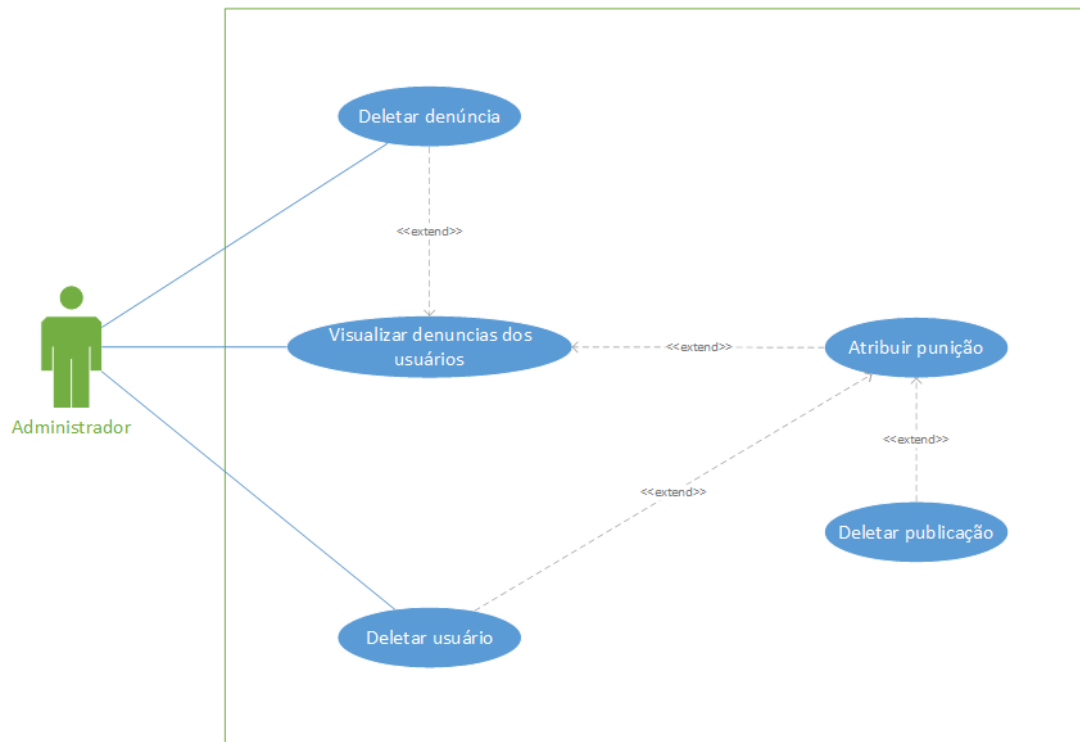 Deletar denúncia
<<extend>>
Visualizar denuncias dos
usuários
<<extend>>
Atribuir punição
Administrador
<<extend>>
<<extend>>
Deletar publicação
Deletar usuário